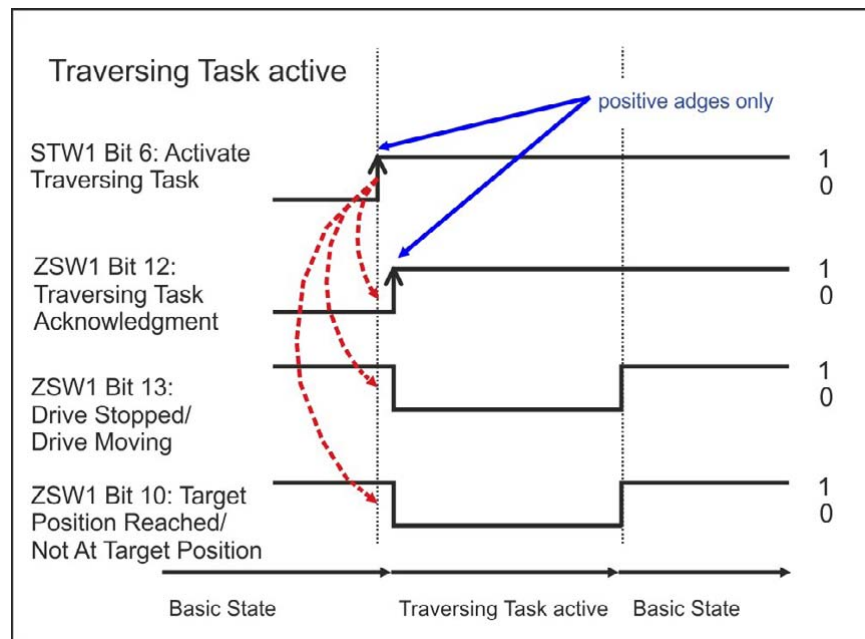 Traversing Task active
positive adges only
STW1 Bit 6: Activate
Traversing Task
1
0
ZSW1 Bit 12:
Traversing Task
Acknowledgment
1
0
ZSW1 Bit 13:
Drive Stopped/
Drive Moving
1
0
ZSW1 Bit 10: Target
Position Reached/
Not At Target Position
1
0
Basic State
Traversing Task active
Basic State